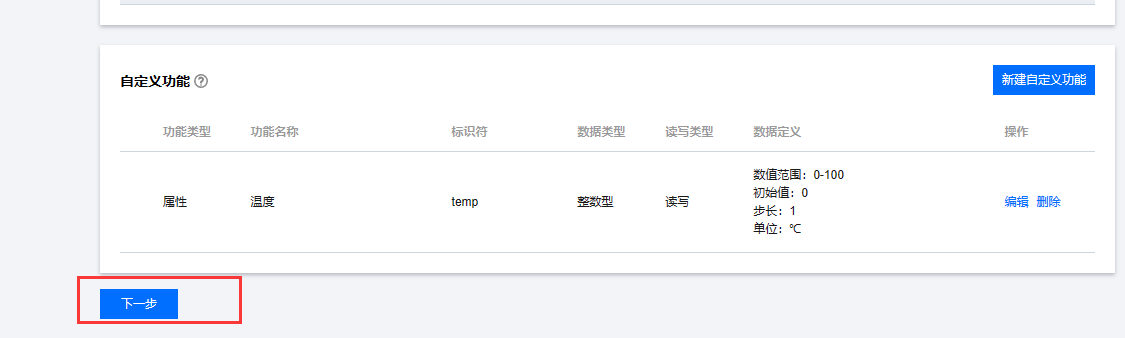 自定义功能 新建自定义功能
功能类型 功能名称 标识符 数据类型 读写类型 数据定义 操作
属性 温度 temp 整数型 读写 数值范围：0-100
初始值：0
步长：1
单位：℃
编辑 删除
下一步